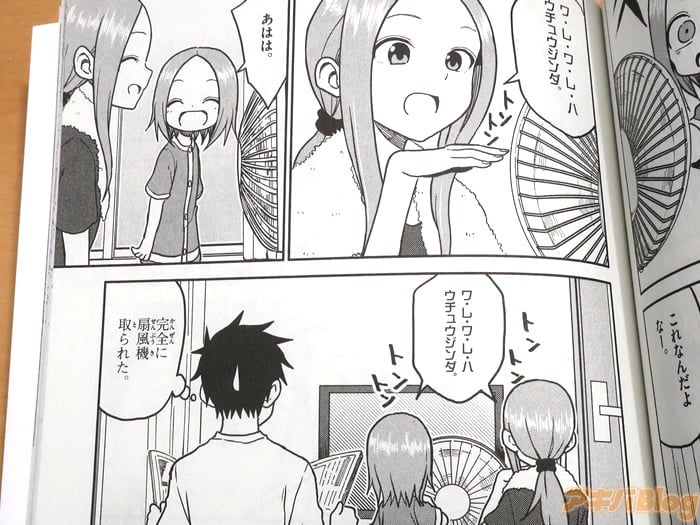 ワ・レ・ワ・レ・ハ
ウチュウジンダ。
トン
トン
あはは。
ワ・レ・ワ・レ・ハ
ウチュウジンダ。
トン
トン
トン
完全に
扇風機
取られた。
これなんだよ
なー。
アキバBlog